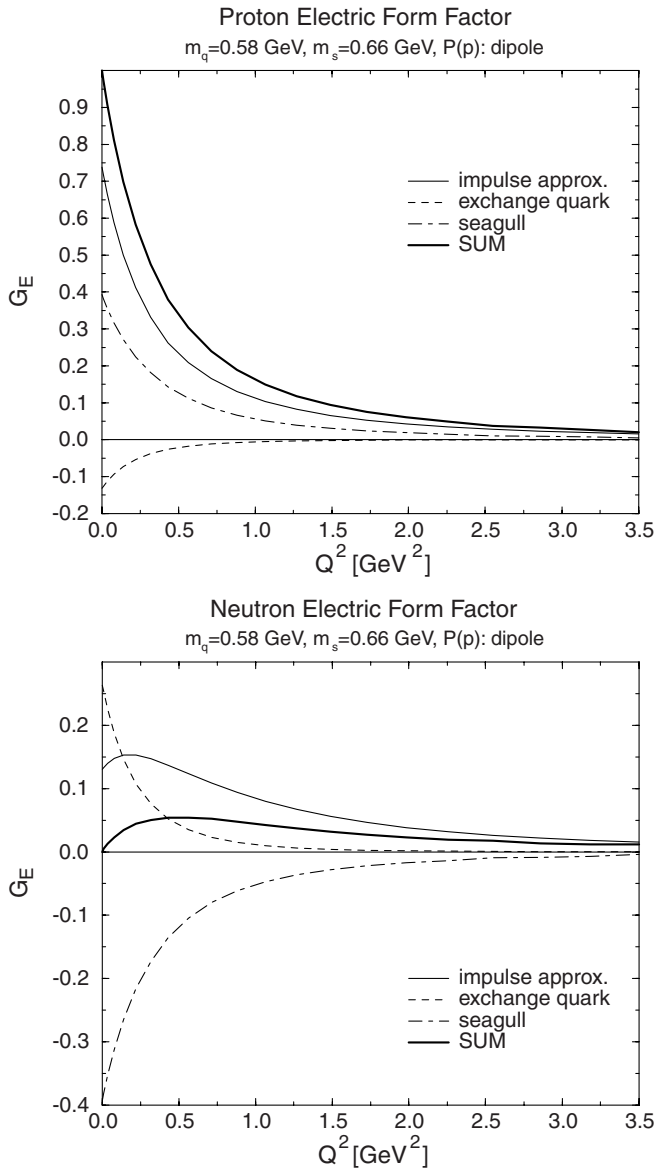 Proton Electric Form Factor
m_q=0.58 GeV, m_s=0.66 GeV, P(p): dipole
0.9
0.8
0.7
0.6
0.5
0.4
0.3
0.2
0.1
0.0
-0.1
-0.2
G_E
impulse approx.
exchange quark
seagull
SUM
0.0 0.5 1.0 1.5 2.0 2.5 3.0 3.5
Q^2 [GeV^2]
Neutron Electric Form Factor
m_q=0.58 GeV, m_s=0.66 GeV, P(p): dipole
0.2
0.1
0.0
-0.1
-0.2
-0.3
-0.4
G_E
impulse approx.
exchange quark
seagull
SUM
0.0 0.5 1.0 1.5 2.0 2.5 3.0 3.5
Q^2 [GeV^2]